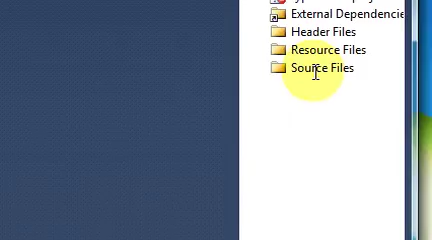 External Dependencie
Header Files
Resource Files
Source Files